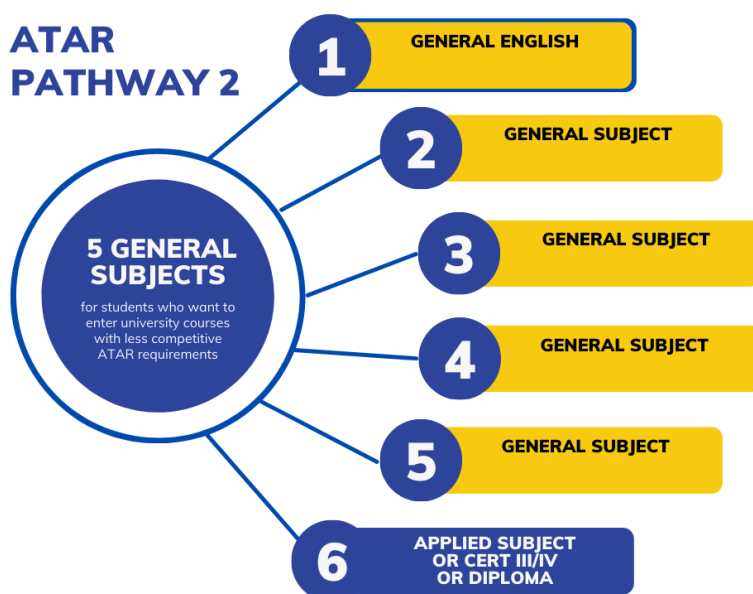 ATAR
PATHWAY 2
1
GENERAL ENGLISH
2
GENERAL SUBJECT
3
GENERAL SUBJECT
5 GENERAL
SUBJECTS
for students who want to
enter university courses
with less competitive
ATAR requirements
4
GENERAL SUBJECT
5
GENERAL SUBJECT
6
APPLIED SUBJECT
OR CERT III/IV
OR DIPLOMA